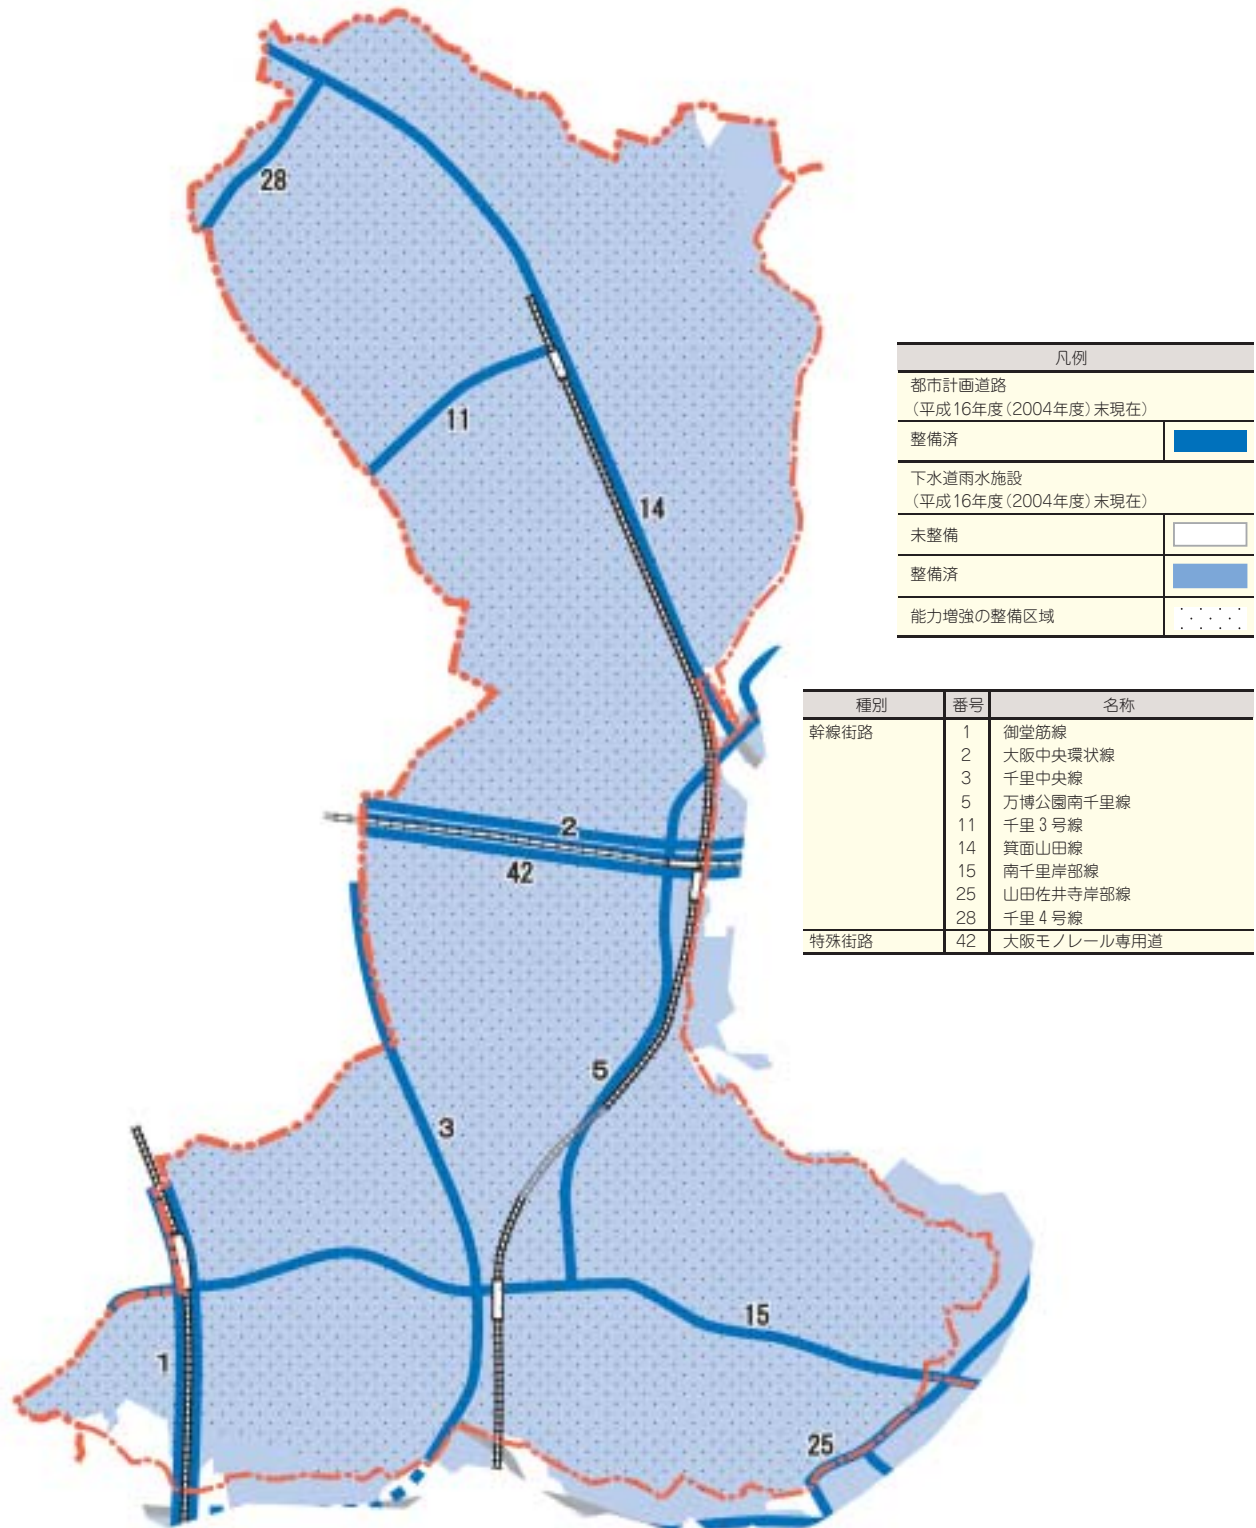 28
11
14
2
42
5
3
15
1
25
凡例
都市計画道路
(平成16年度(2004年度)末現在)
整備済
下水道雨水施設
(平成16年度(2004年度)末現在)
未整備
整備済
能力増強の整備区域
種別 番号 名称
幹線街路 1 御堂筋線
2 大阪中央環状線
3 千里中央線
5 万博公園南千里線
11 千里3号線
14 箕面山田線
15 南千里岸部線
25 山田佐井寺岸部線
28 千里4号線
特殊街路 42 大阪モノレール専用道